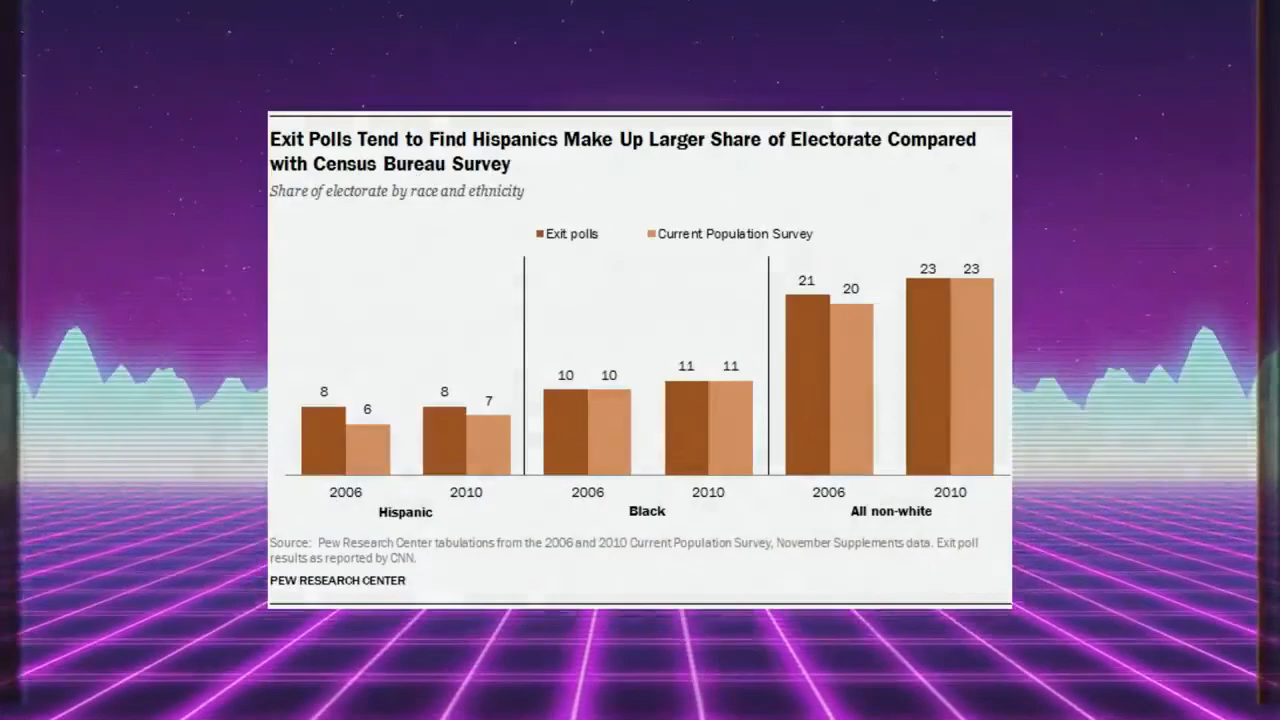 Exit Polls Tend to Find Hispanics Make Up Larger Share of Electorate Compared
with Census Bureau Survey
Share of electorate by race and ethnicity
Exit polls
Current Population Survey
8
6
8
7
10
10
11
11
21
20
23
23
2006
2010
2006
2010
2006
2010
Hispanic
Black
All non-white
Source: Pew Research Center tabulations from the 2006 and 2010 Current Population Survey, November Supplements data. Exit poll
results as reported by CNN.
PEW RESEARCH CENTER